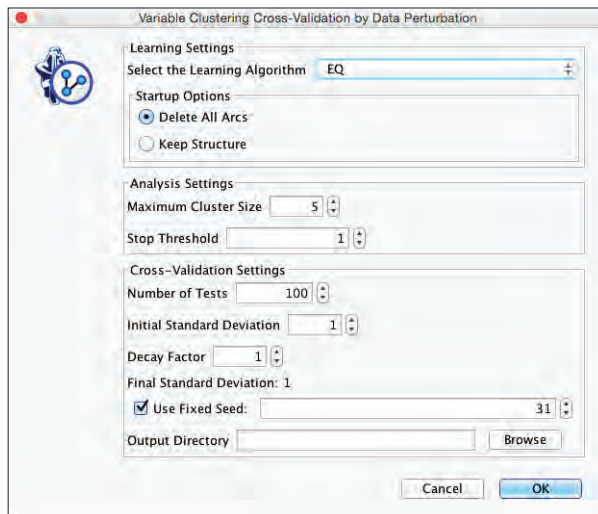 Variable Clustering Cross-Validation by Data Perturbation
Learning Settings
Select the Learning Algorithm EQ
Startup Options
Delete All Arcs
Keep Structure
Analysis Settings
Maximum Cluster Size 5
Stop Threshold 1
Cross-Validation Settings
Number of Tests 100
Initial Standard Deviation 1
Decay Factor 1
Final Standard Deviation: 1
Use Fixed Seed: 31
Output Directory Browse
Cancel OK